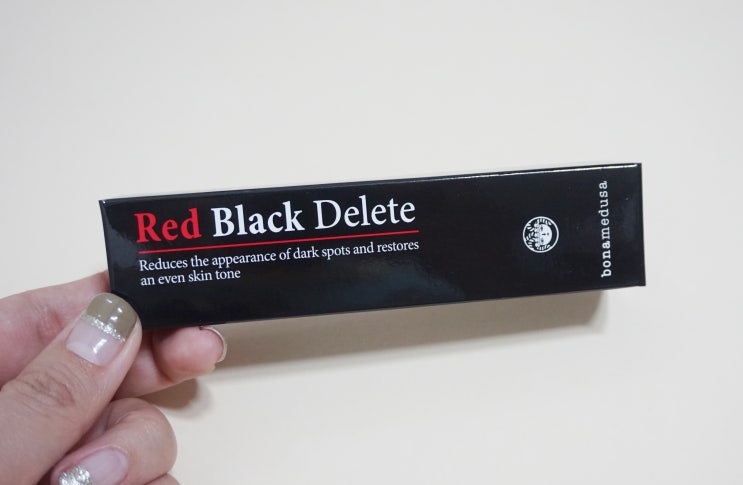 Red Black Delete
Reduces the appearance of dark spots and restores
an even skin tone
bonamedusa